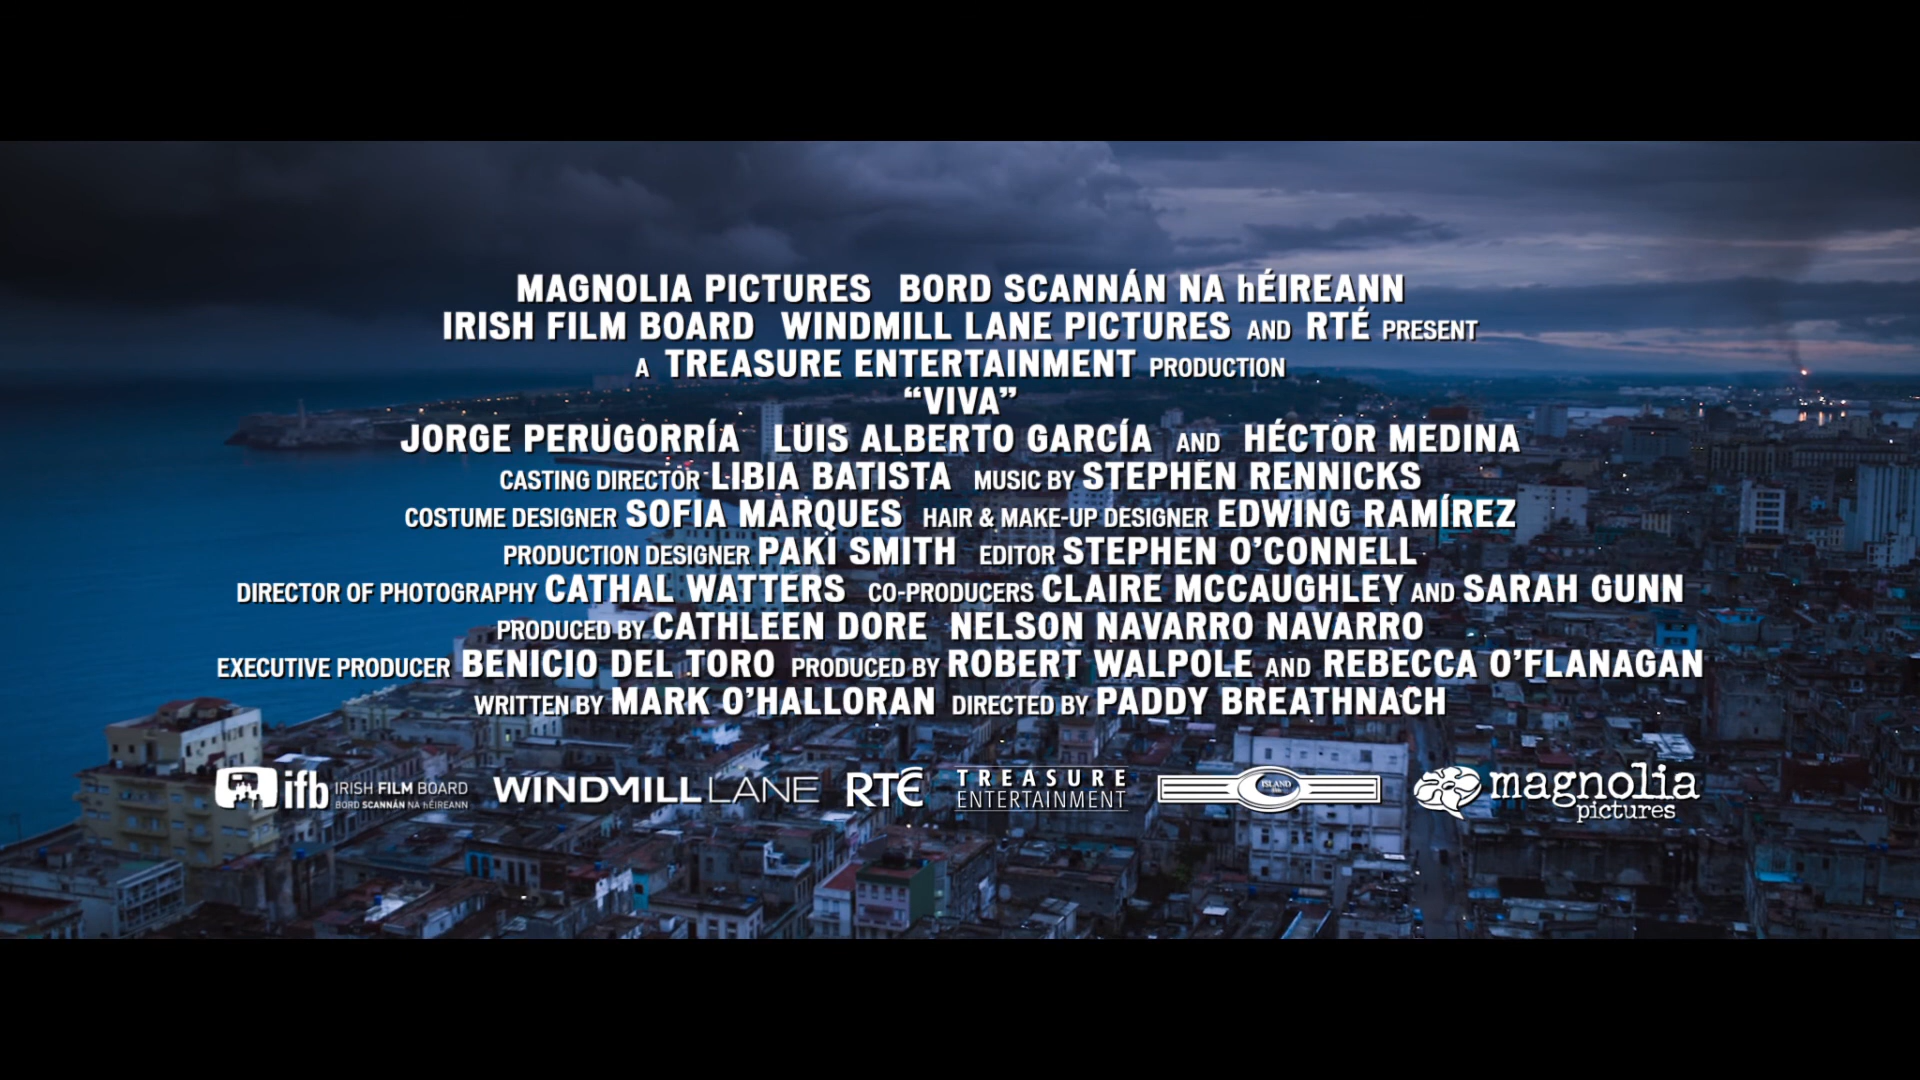 MAGNOLIA PICTURES BORD SCANNÁN NA hÉIREANN
IRISH FILM BOARD WINDMILL LANE PICTURES AND RTÉ PRESENT
A TREASURE ENTERTAINMENT PRODUCTION
“VIVA”
JORGE PERUGORRÍA LUIS ALBERTO GARCÍA AND HÉCTOR MEDINA
CASTING DIRECTOR LIBIA BATISTA MUSIC BY STEPHEN RENNICKS
COSTUME DESIGNER SOFIA MARQUES HAIR & MAKE-UP DESIGNER EDWING RAMÍREZ
PRODUCTION DESIGNER PAKI SMITH EDITOR STEPHEN O’CONNELL
DIRECTOR OF PHOTOGRAPHY CATHAL WATTERS CO-PRODUCERS CLAIRE MCCAUGHLEY AND SARAH GUNN
PRODUCED BY CATHLEEN DORE NELSON NAVARRO NAVARRO
EXECUTIVE PRODUCER BENICIO DEL TORO PRODUCED BY ROBERT WALPOLE AND REBECCA O’FLANAGAN
WRITTEN BY MARK O’HALLORAN DIRECTED BY PADDY BREATHNACH
ifb IRISH FILM BOARD
BORD SCANNÁN NA hÉIREANN
WINDMILL LANE
RTÉ
TREASURE
ENTERTAINMENT
ISLAND
magnolia
pictures